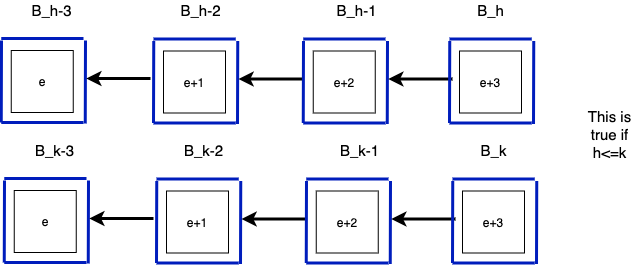 B_h-3 B_h-2 B_h-1 B_h
e e+1 e+2 e+3
B_k-3 B_k-2 B_k-1 B_k
e e+1 e+2 e+3
This is
true if
h<=k